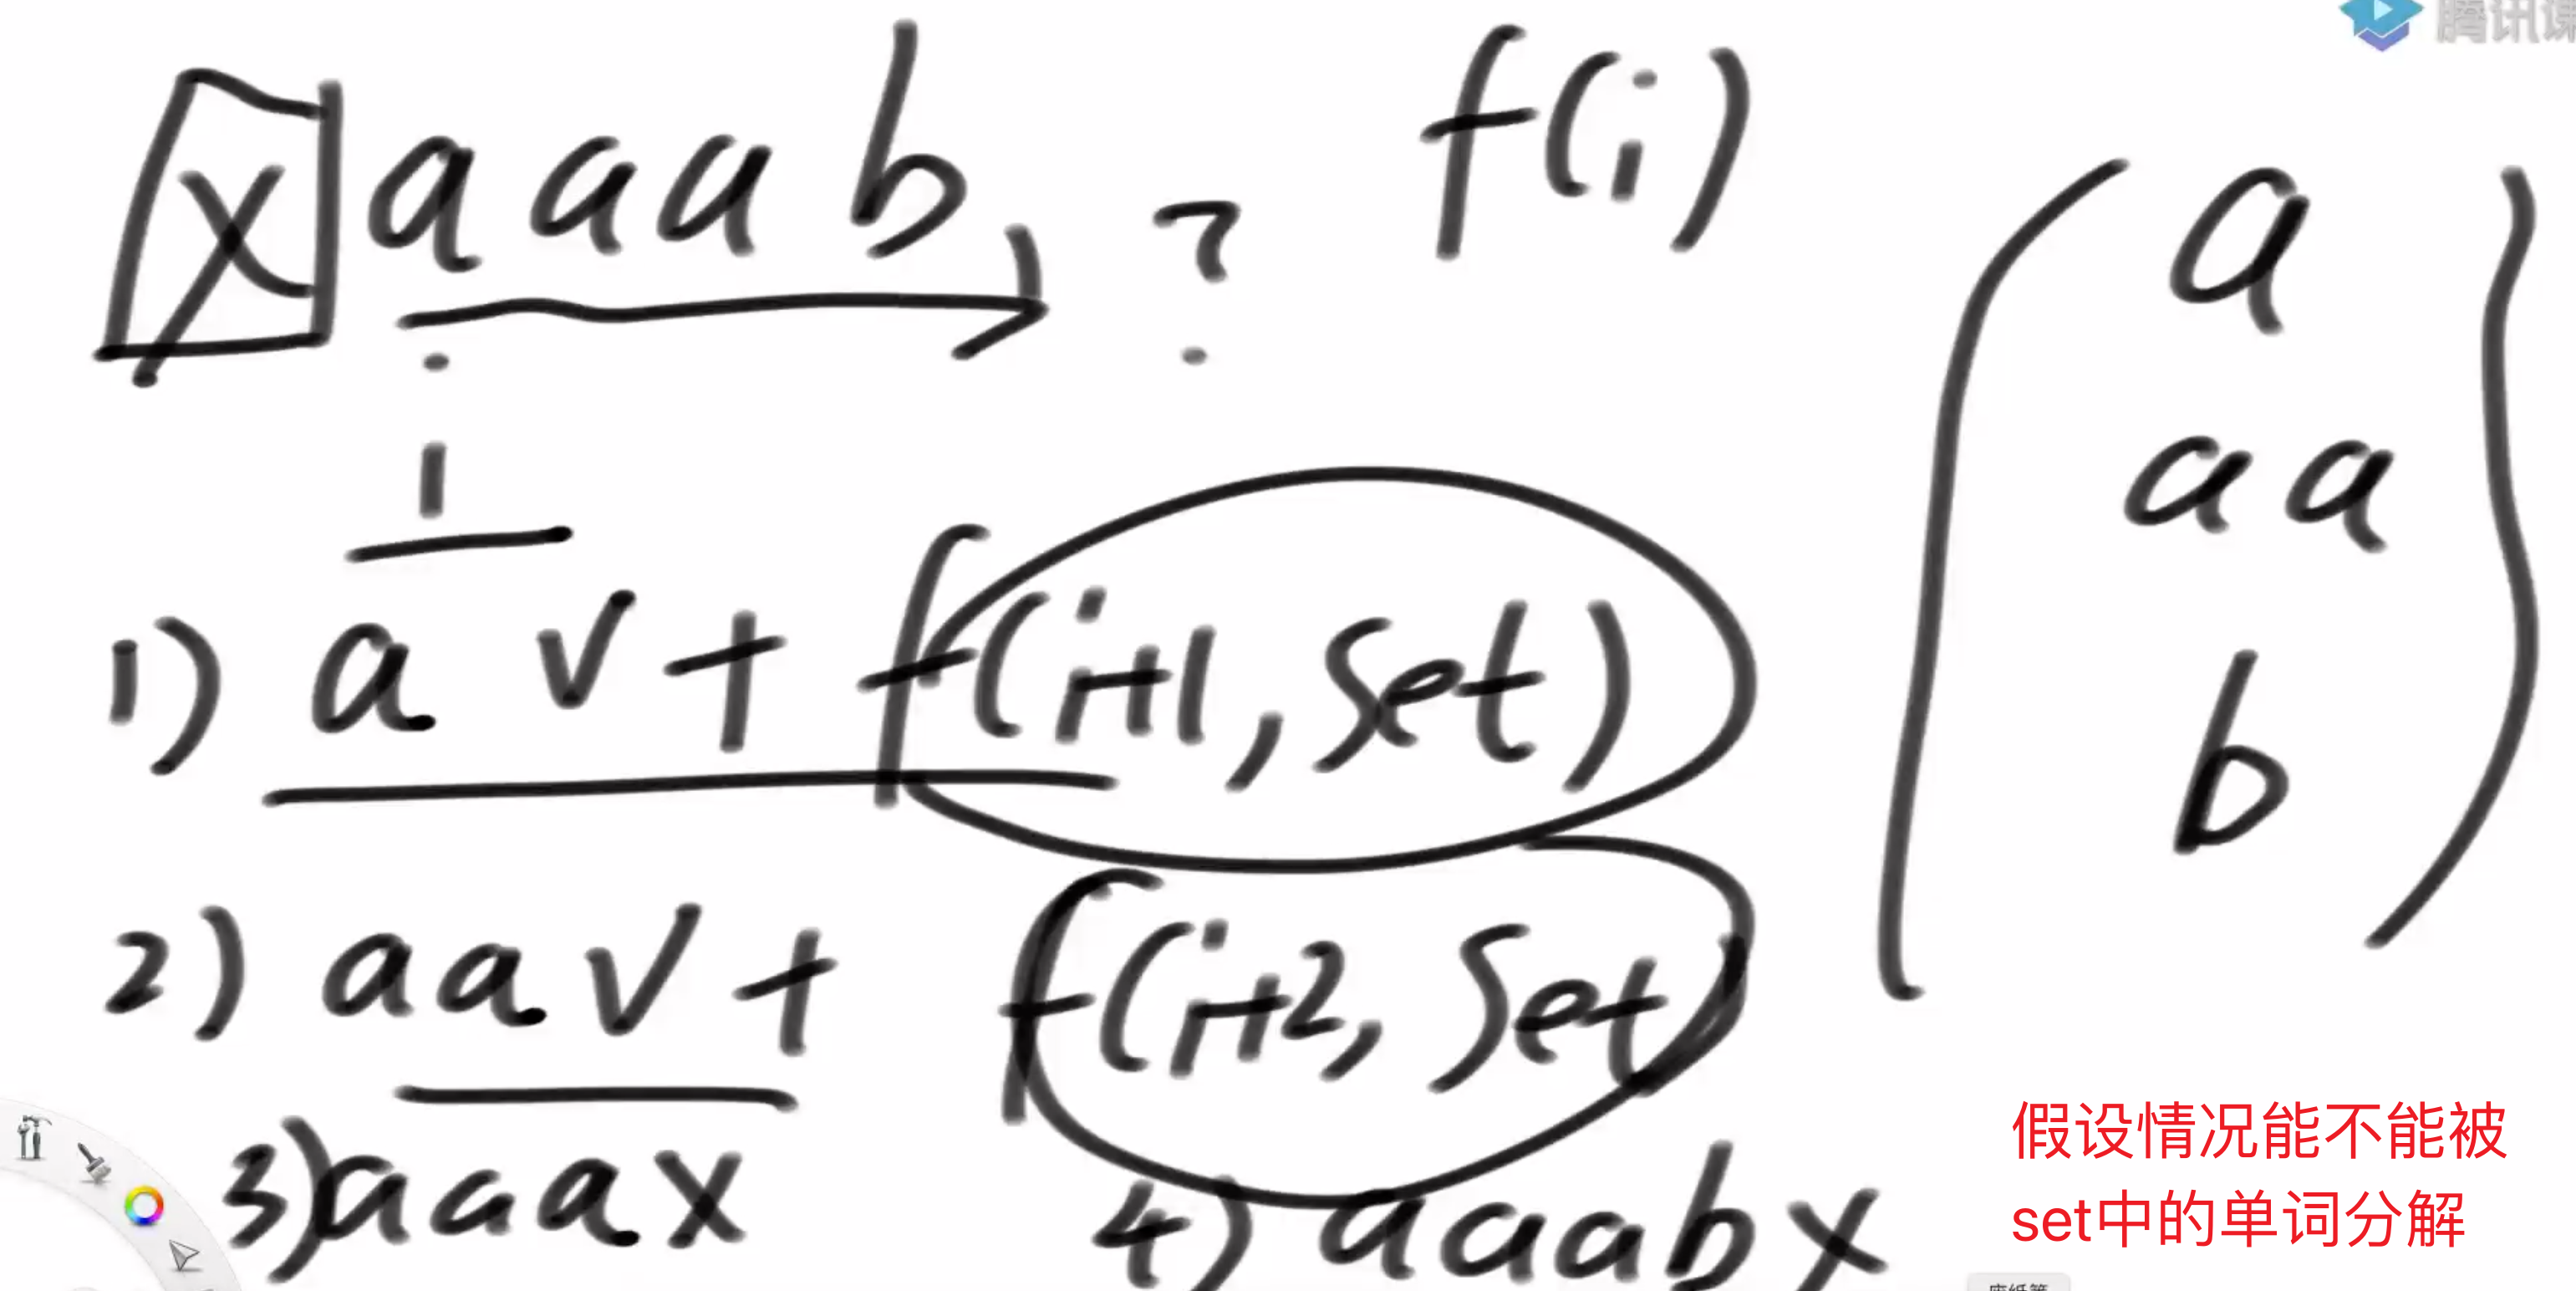 腾讯课
x a a a b ? f(i)
i
1) a √ + f(i+1, set)
2) aa √ + f(i+2, set)
3) aaa x 4) aaab x
a
aa
b
假设情况能不能被
set中的单词分解